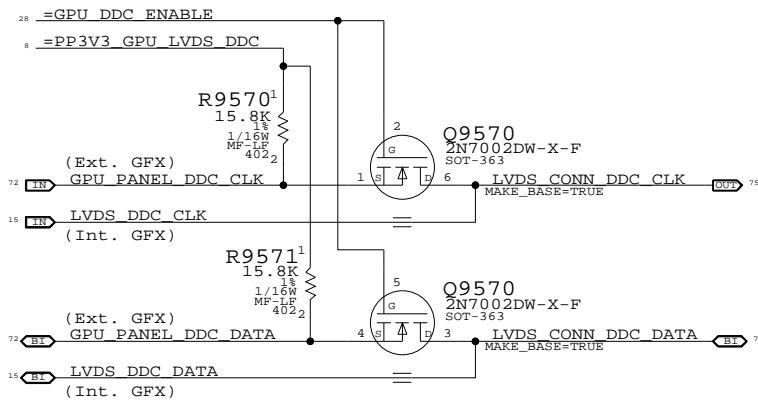 28 =GPU_DDC_ENABLE
8 =PP3V3_GPU_LVDS_DDC
R9570 1
15.8K
1%
1/16W
MF-LF
402 2
2
Q9570
2N7002DW-X-F
SOT-363
G
(Ext. GFX)
72 IN GPU_PANEL_DDC_CLK 1 S D 6 LVDS_CONN_DDC_CLK OUT 75
MAKE_BASE=TRUE
15 IN LVDS_DDC_CLK
(Int. GFX)
R9571 1
15.8K
1%
1/16W
MF-LF
402 2
5
Q9570
2N7002DW-X-F
SOT-363
G
(Ext. GFX)
72 BI GPU_PANEL_DDC_DATA 4 S D 3 LVDS_CONN_DDC_DATA BI 7
MAKE_BASE=TRUE
15 BI LVDS_DDC_DATA
(Int. GFX)